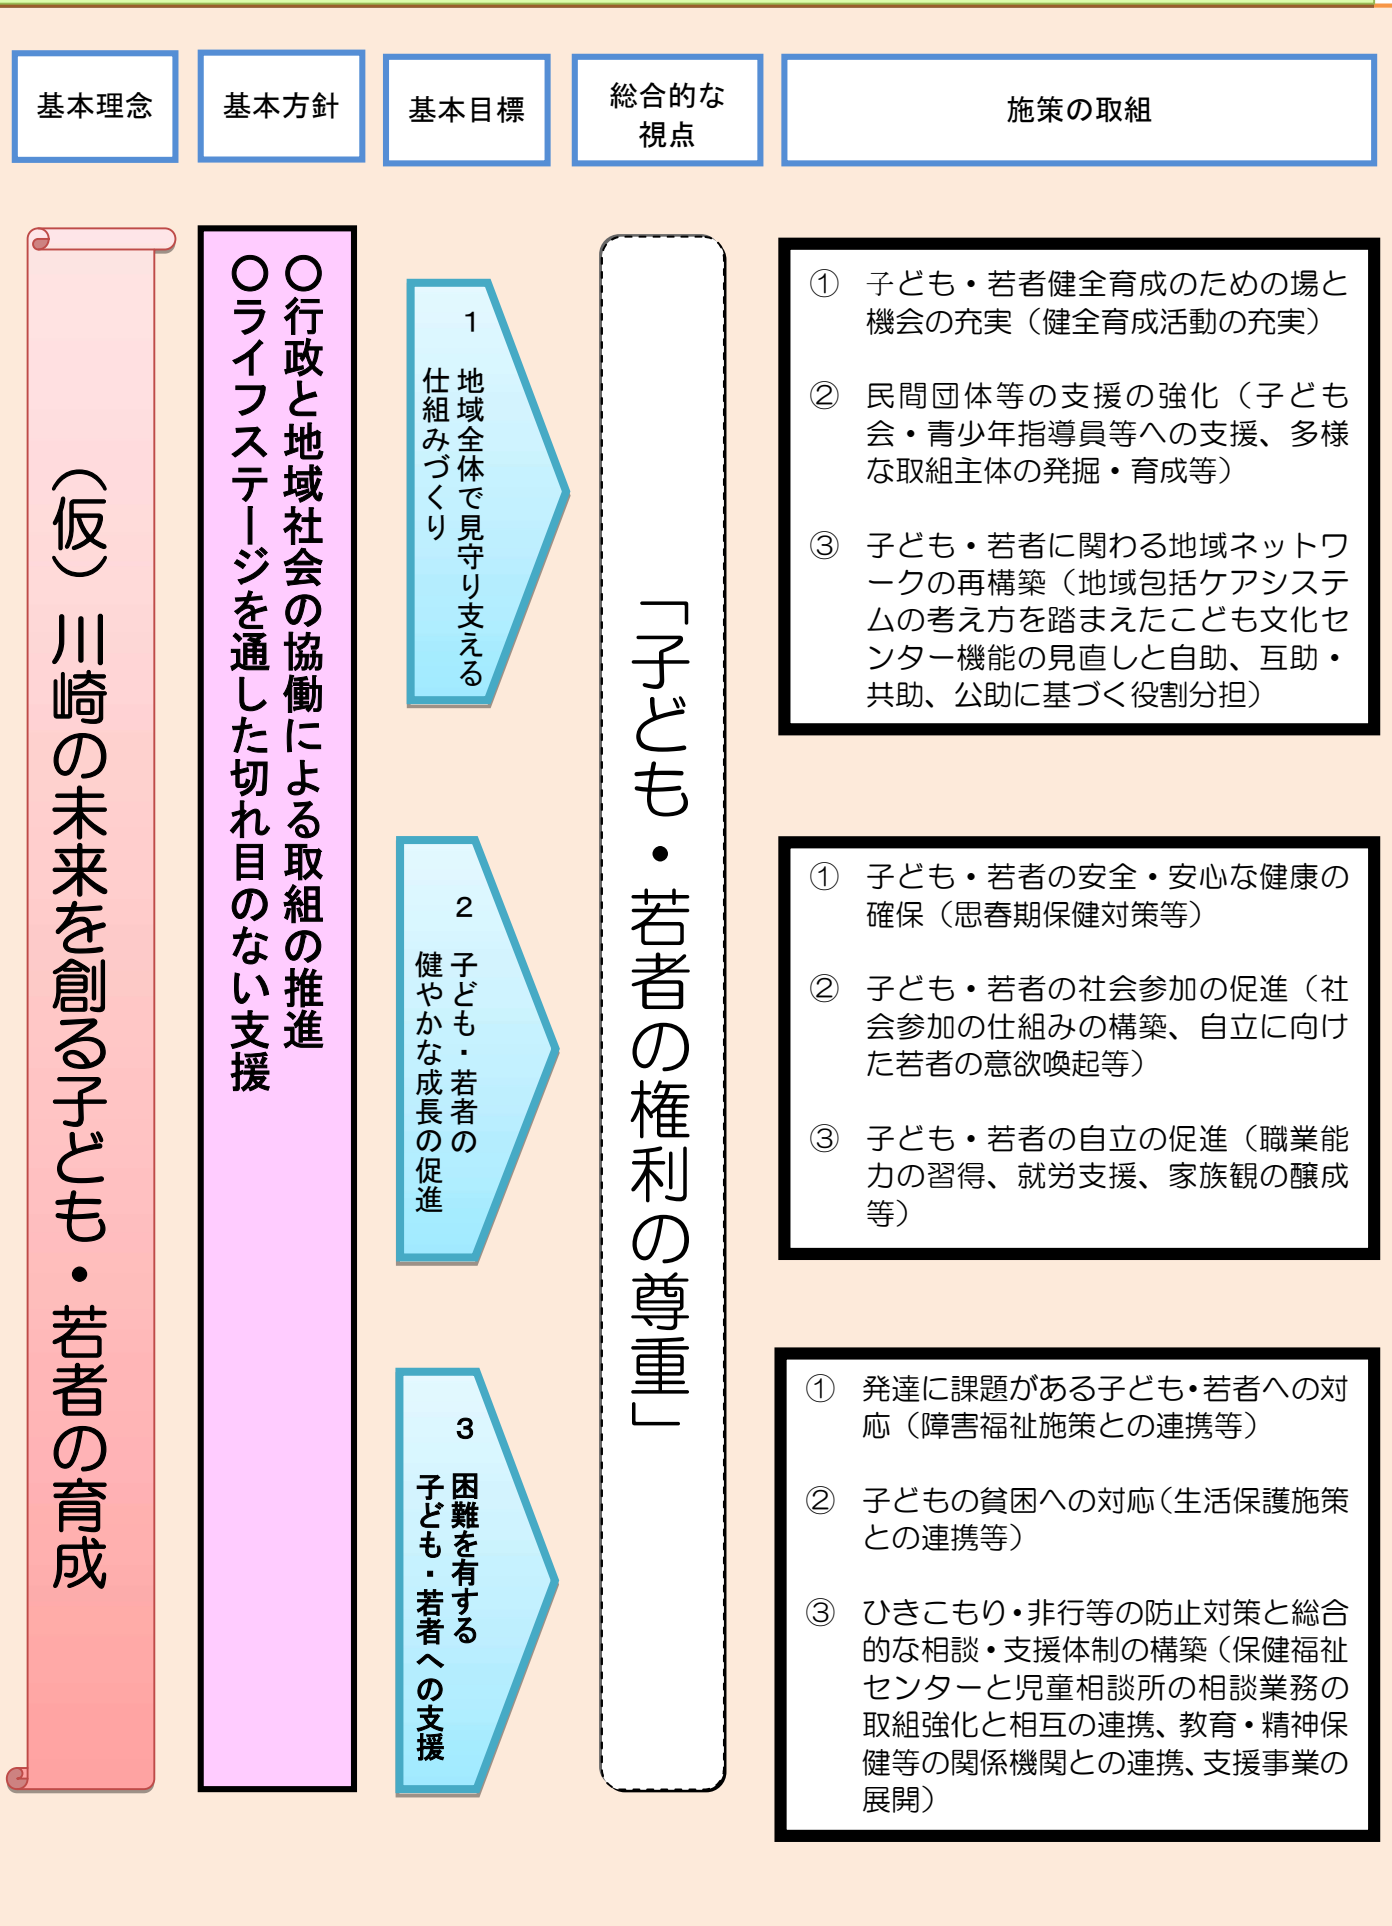 基本理念
基本方針
基本目標
総合的な
視点
施策の取組
(仮)川崎の未来を創る子ども・若者の育成
○行政と地域社会の協働による取組の推進
○ライフステージを通した切れ目のない支援
1 地域全体で見守り支える
仕組みづくり
2 子ども・若者の
健やかな成長の促進
3 困難を有する
子ども・若者への支援
「子ども・若者の権利の尊重」
① 子ども・若者健全育成のための場と
機会の充実（健全育成活動の充実）
② 民間団体等の支援の強化（子ども
会・青少年指導員等への支援、多様
な取組主体の発掘・育成等）
③ 子ども・若者に関わる地域ネットワ
ークの再構築（地域包括ケアシステ
ムの考え方を踏まえたこども文化セ
ンター機能の見直しと自助、互助・
共助、公助に基づく役割分担）
① 子ども・若者の安全・安心な健康の
確保（思春期保健対策等）
② 子ども・若者の社会参加の促進（社
会参加の仕組みの構築、自立に向け
た若者の意欲喚起等）
③ 子ども・若者の自立の促進（職業能
力の習得、就労支援、家族観の醸成
等）
① 発達に課題がある子ども・若者への対
応（障害福祉施策との連携等）
② 子どもの貧困への対応（生活保護施策
との連携等）
③ ひきこもり・非行等の防止対策と総合
的な相談・支援体制の構築（保健福祉
センターと児童相談所の相談業務の
取組強化と相互の連携、教育・精神保
健等の関係機関との連携、支援事業の
展開）